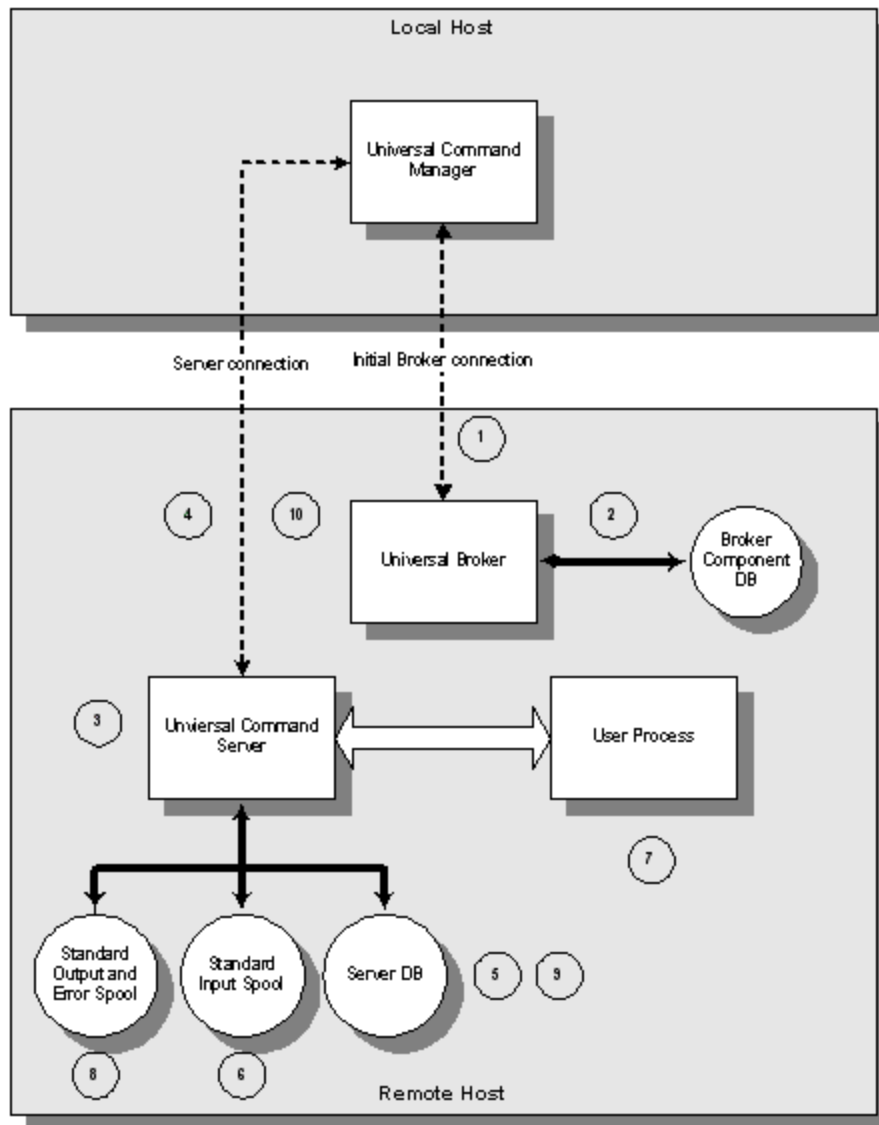 Local Host
Universal Command
Manager
Server connection
Initial Broker connection
1
4
10
2
Universal Broker
Broker
Component
DB
3
Unviersal Command
Server
User Process
7
Standard
Output and
Error Spool
Standard
Input Spool
Server DB
5
9
8
6
Remote Host